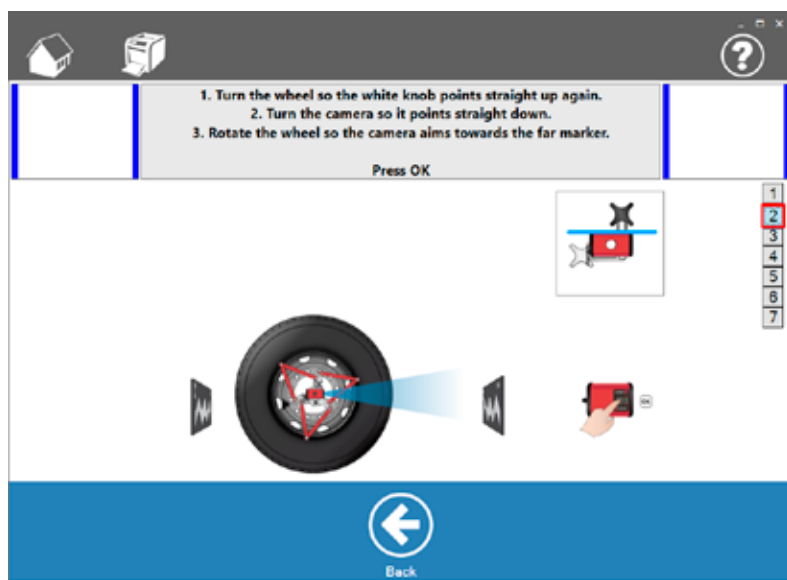 ?
1. Turn the wheel so the white knob points straight up again.
2. Turn the camera so it points straight down.
3. Rotate the wheel so the camera aims towards the far marker.
Press OK
1
2
3
4
5
6
7
OK
Back